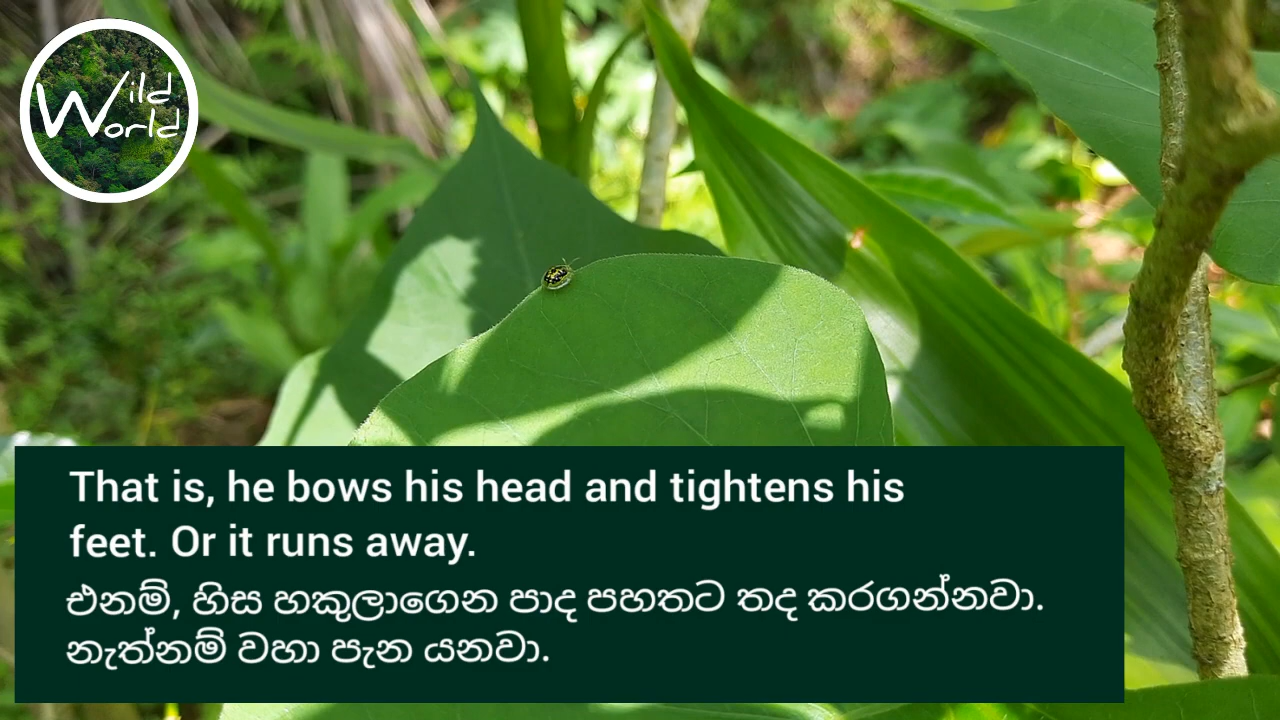 Wild
World
That is, he bows his head and tightens his
feet. Or it runs away.
එනම්, හිස හකුලාගෙන පාද පහතට තද කරගන්නවා.
නැත්නම් වහා පැන යනවා.